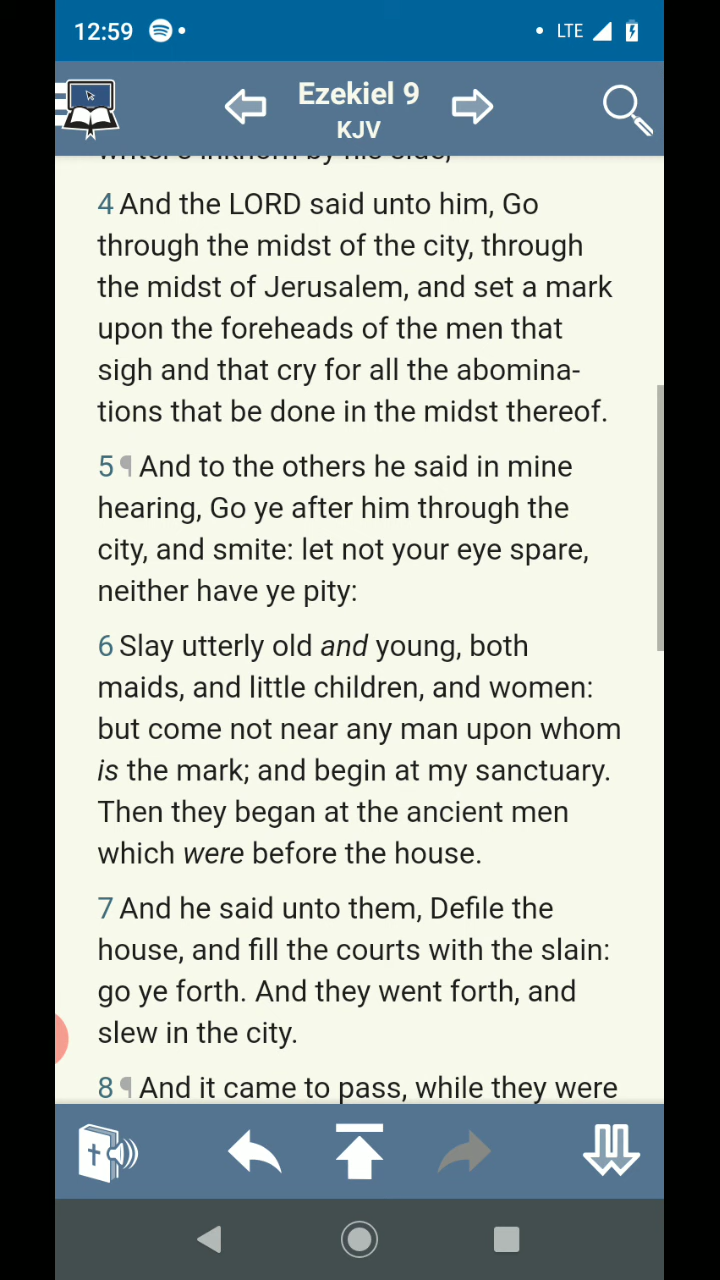 12:59
LTE
Ezekiel 9
KJV
writer's inkhorn by his side;
4 And the LORD said unto him, Go
through the midst of the city, through
the midst of Jerusalem, and set a mark
upon the foreheads of the men that
sigh and that cry for all the abomina-
tions that be done in the midst thereof.
5 ¶ And to the others he said in mine
hearing, Go ye after him through the
city, and smite: let not your eye spare,
neither have ye pity:
6 Slay utterly old and young, both
maids, and little children, and women:
but come not near any man upon whom
is the mark; and begin at my sanctuary.
Then they began at the ancient men
which were before the house.
7 And he said unto them, Defile the
house, and fill the courts with the slain:
go ye forth. And they went forth, and
slew in the city.
8 ¶ And it came to pass, while they were